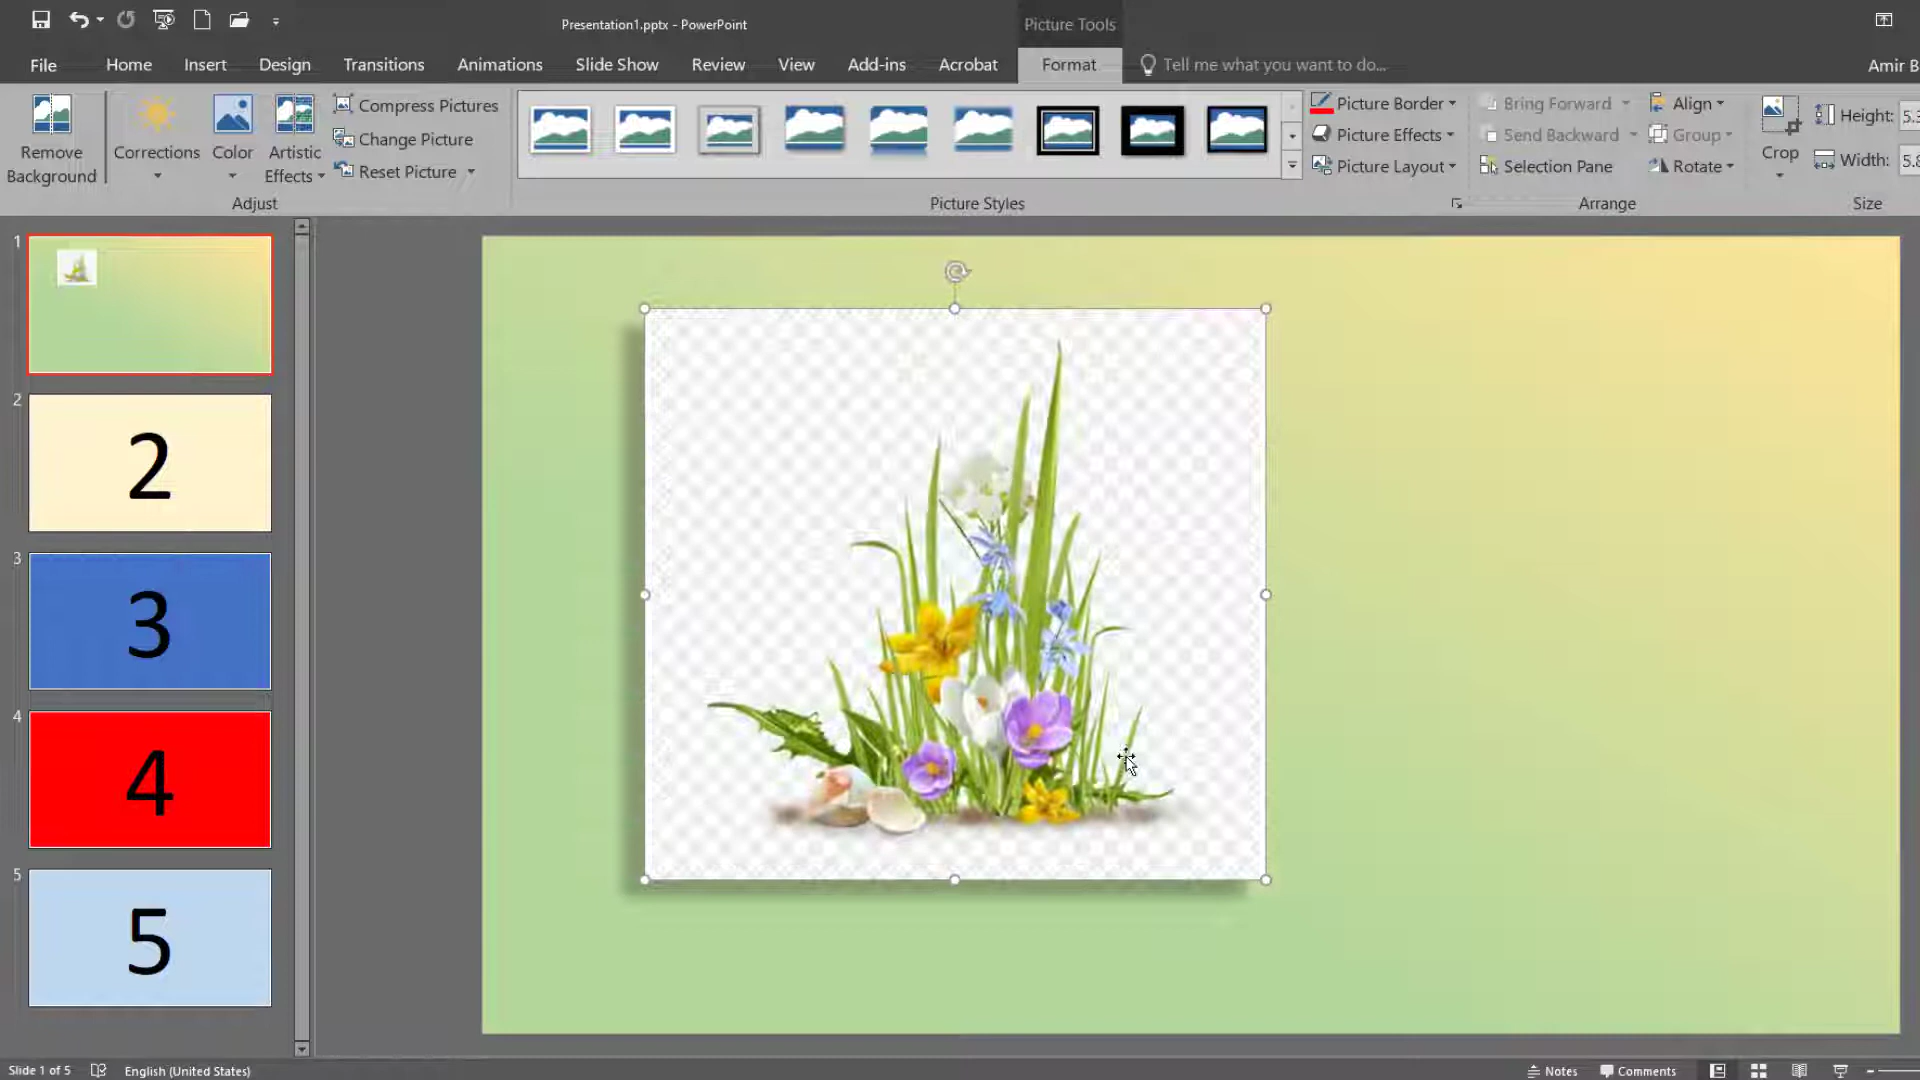 Presentation1.pptx - PowerPoint
Picture Tools
File
Home
Insert
Design
Transitions
Animations
Slide Show
Review
View
Add-ins
Acrobat
Format
Tell me what you want to do...
Amir B
Remove
Background
Corrections
Color
Artistic
Effects
Compress Pictures
Change Picture
Reset Picture
Adjust
Picture Styles
Picture Border
Picture Effects
Picture Layout
Bring Forward
Send Backward
Selection Pane
Align
Group
Rotate
Arrange
Crop
Height:
5.3
Width:
5.8
Size
1
2
2
3
3
4
4
5
5
Slide 1 of 5
English (United States)
Notes
Comments